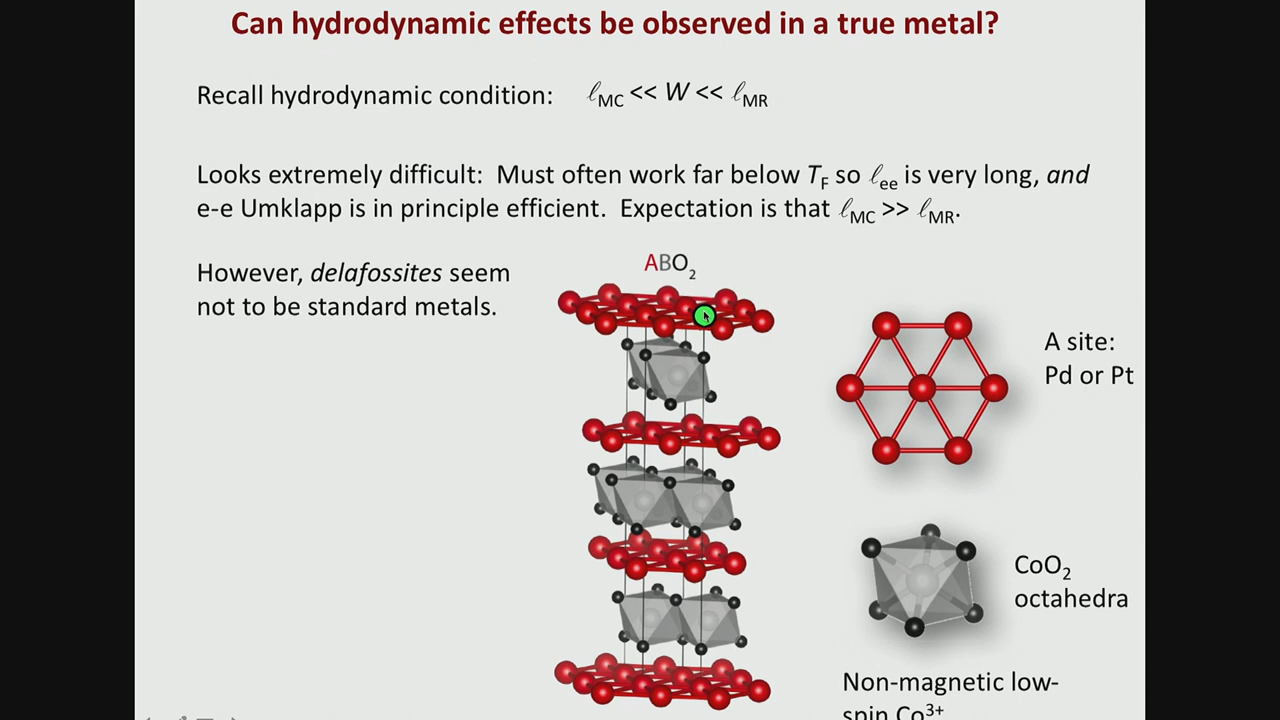 Can hydrodynamic effects be observed in a true metal?
Recall hydrodynamic condition: ℓMC << W << ℓMR
Looks extremely difficult: Must often work far below TF so ℓee is very long, and
e-e Umklapp is in principle efficient. Expectation is that ℓMC >> ℓMR.
However, delafossites seem
not to be standard metals.
ABO2
A site:
Pd or Pt
CoO2
octahedra
Non-magnetic low-
spin Co3+